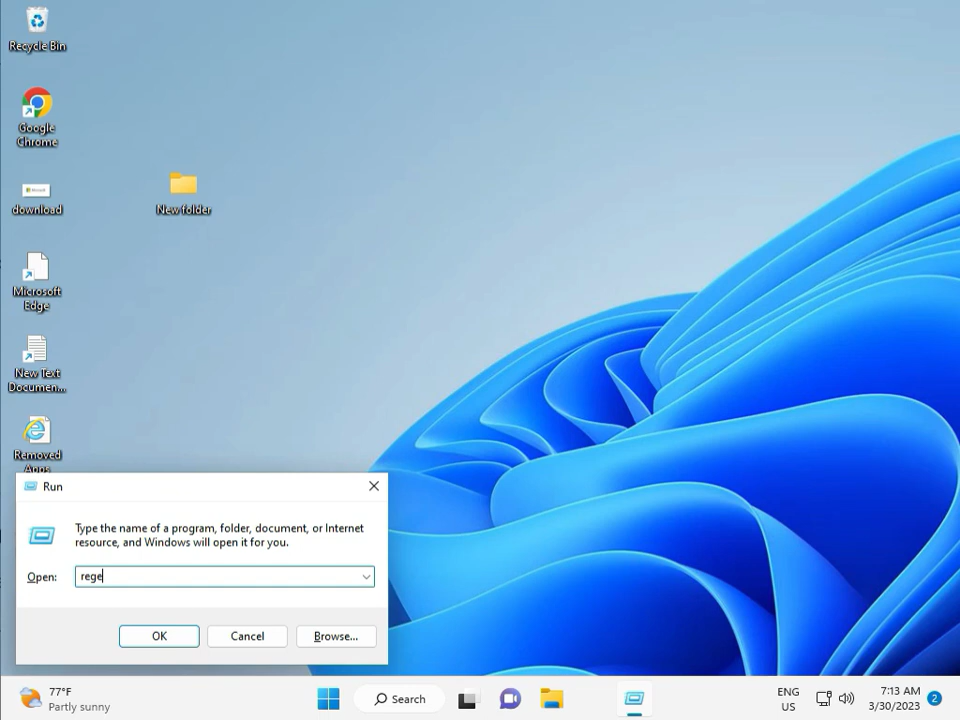 Recycle Bin
Google
Chrome
download
New folder
Microsoft
Edge
New Text
Documen...
Removed
Apps
Run
Type the name of a program, folder, document, or Internet
resource, and Windows will open it for you.
Open:
rege
OK
Cancel
Browse...
77°F
Partly sunny
Search
ENG
US
7:13 AM
3/30/2023
2